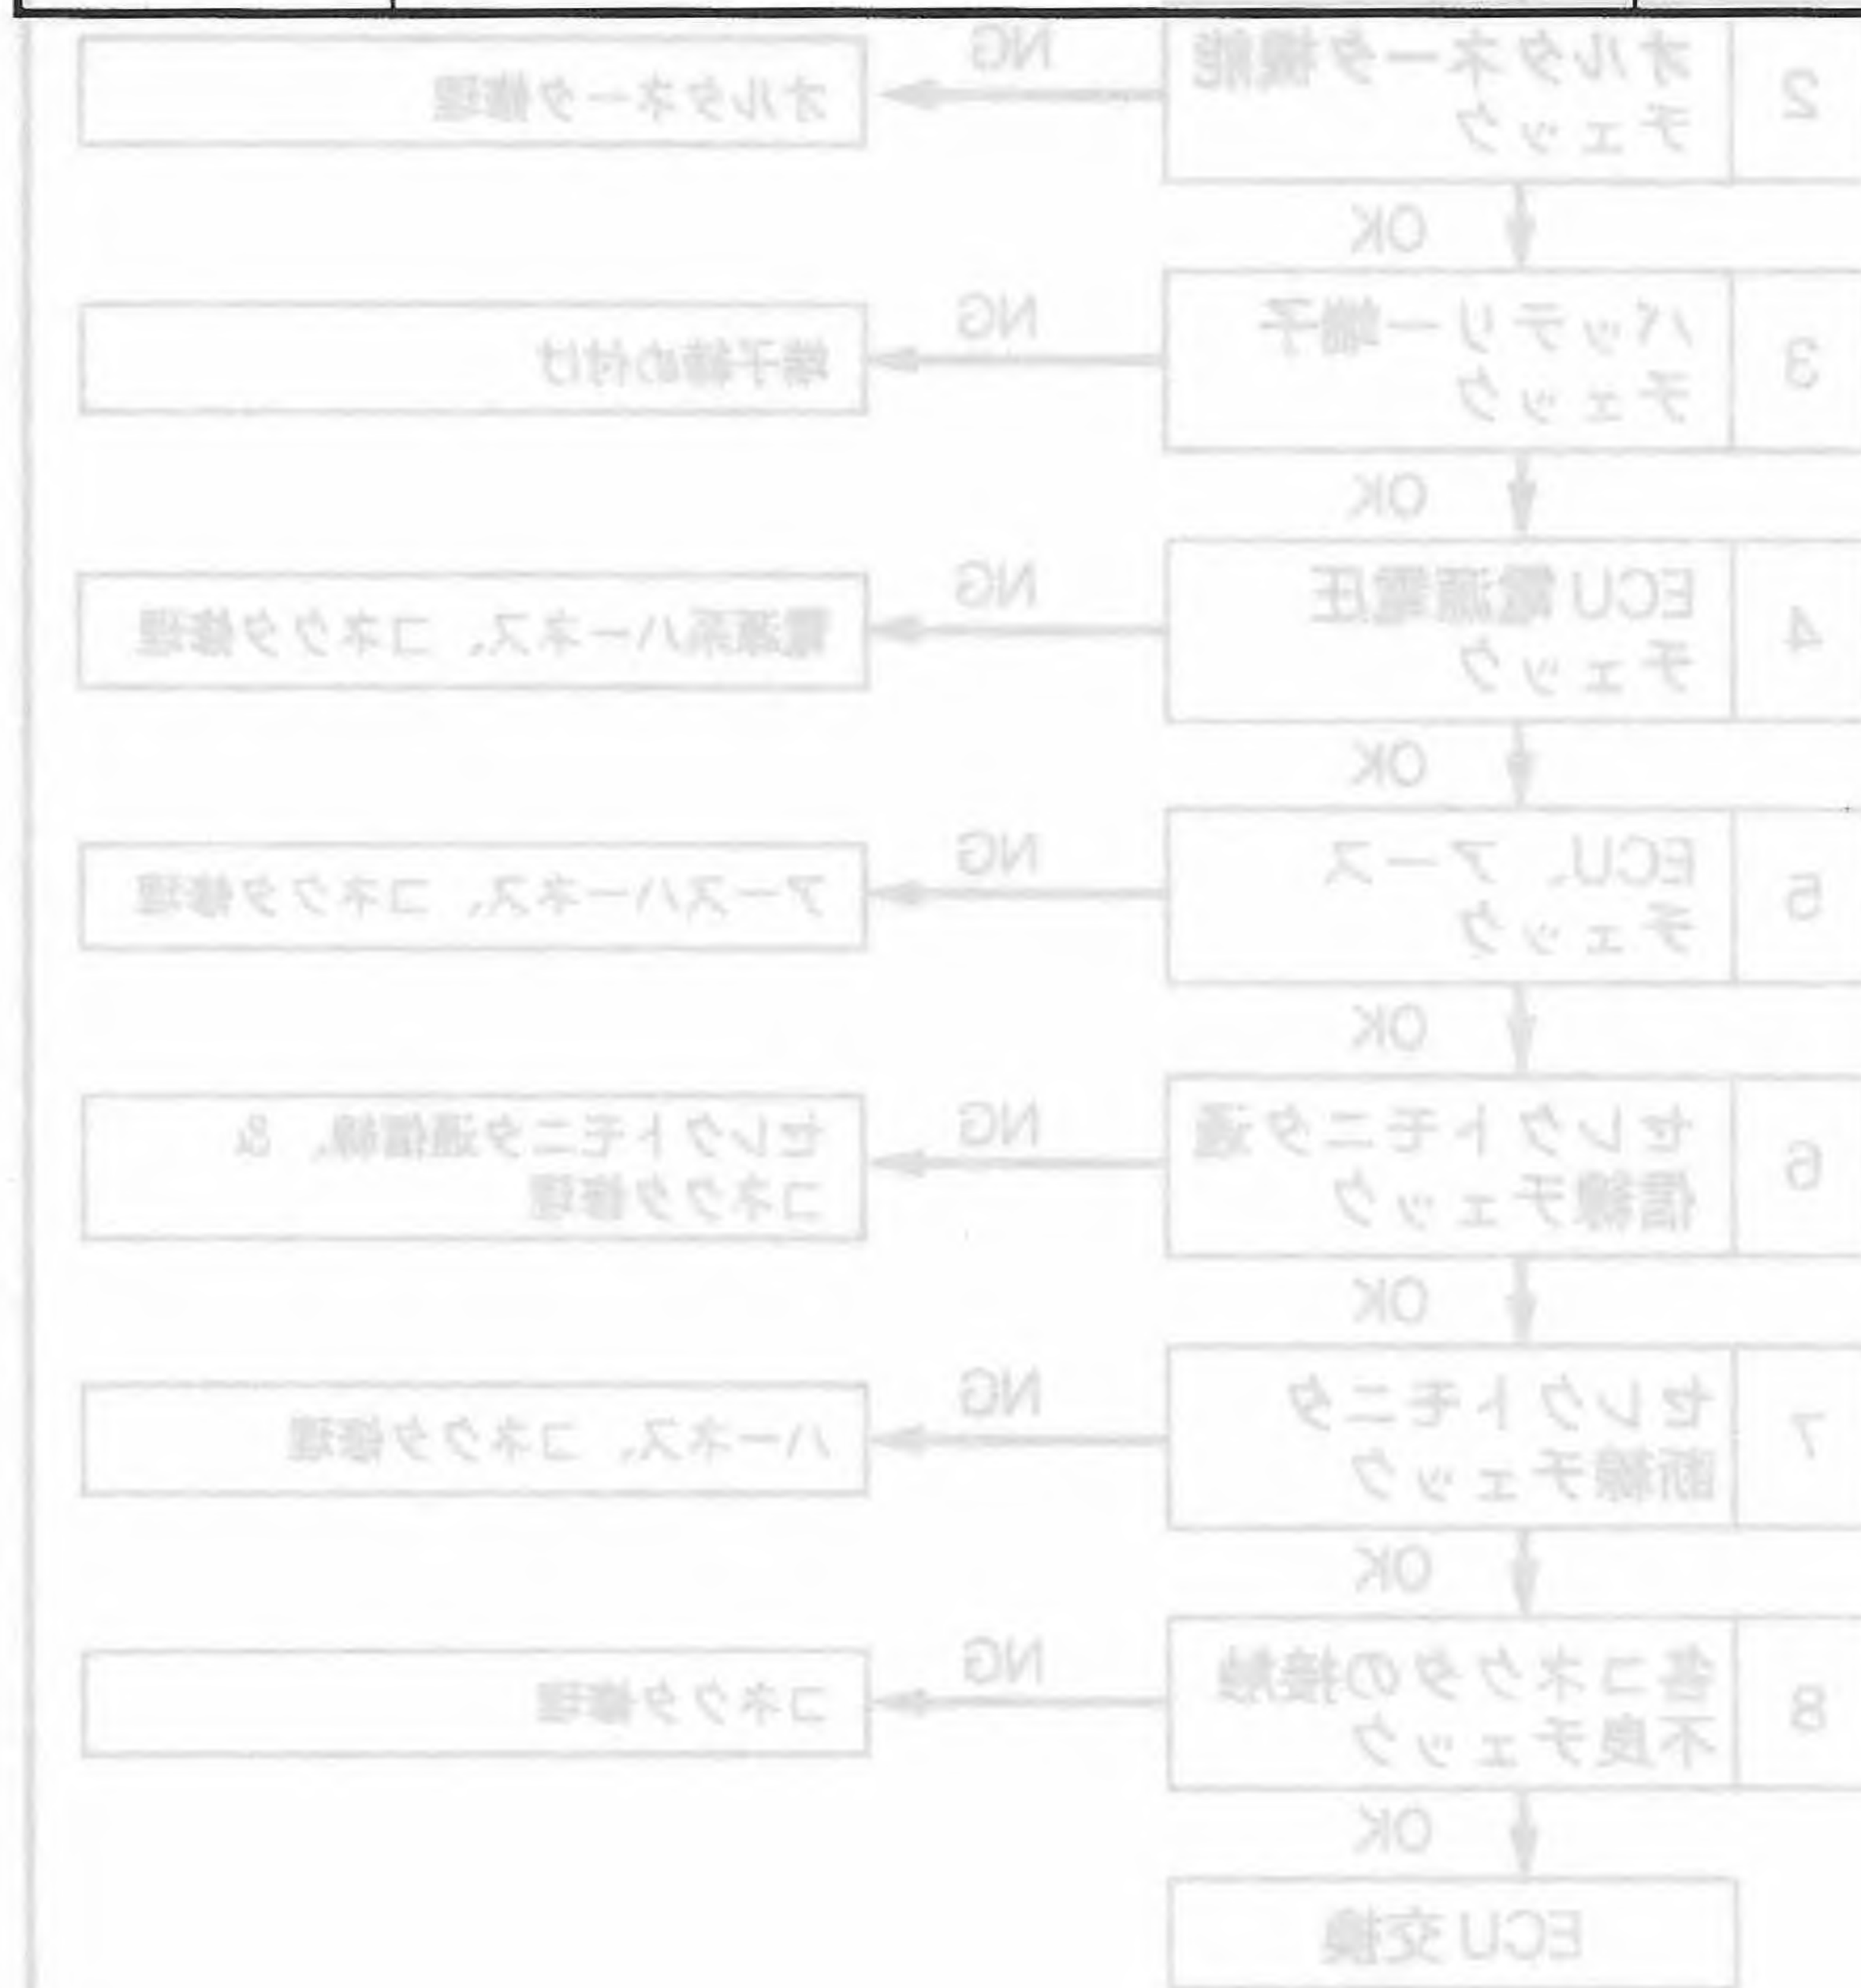 2
オルタネータ機能
チェック
NG
オルタネータ修理
OK
3
バッテリー端子
チェック
NG
端子締め付け
OK
4
ECU 電源電圧
チェック
NG
電源系ハーネス、コネクタ修理
OK
5
ECU、アース
チェック
NG
アースハーネス、コネクタ修理
OK
6
セレクトモニタ通
信線チェック
NG
セレクトモニタ通信線、&
コネクタ修理
OK
7
セレクトモニタ
断線チェック
NG
ハーネス、コネクタ修理
OK
8
各コネクタの接触
不良チェック
NG
コネクタ修理
OK
ECU 交換